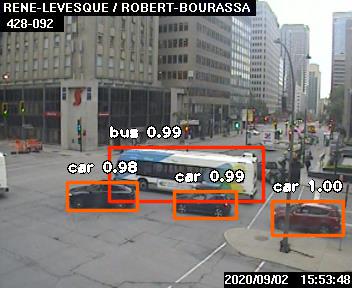 RENE-LEVESQUE / ROBERT-BOURASSA
428-092
bus 0.99
car 0.98
car 0.99
car 1.00
2020/09/02 15:53:48